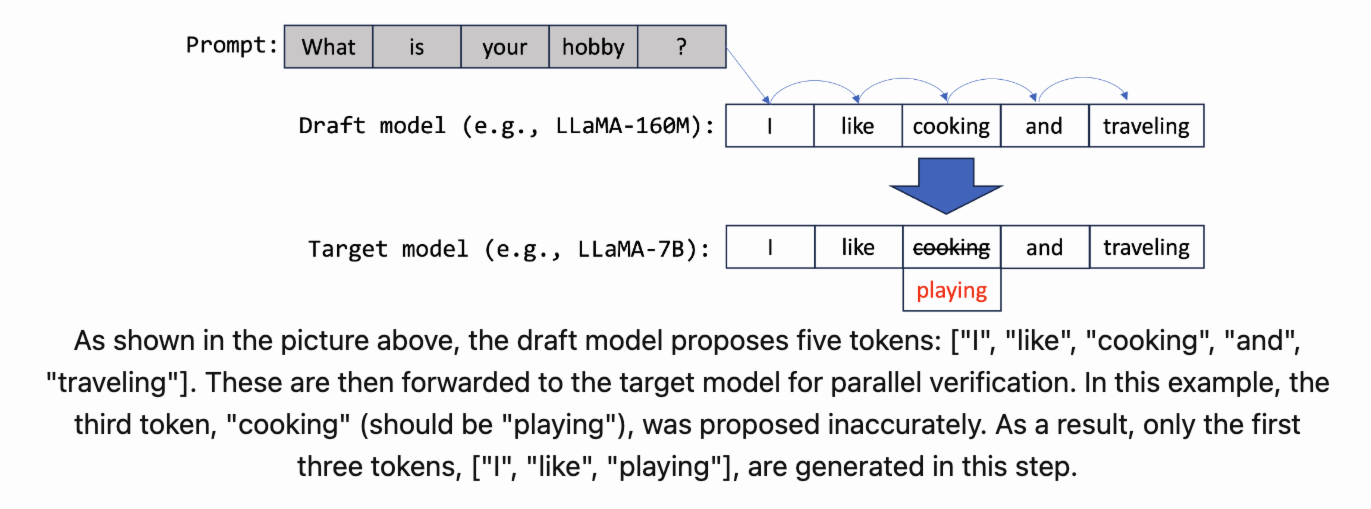 Prompt: What is your hobby ?
Draft model (e.g., LLaMA-160M): I like cooking and traveling
Target model (e.g., LLaMA-7B): I like cooking and traveling
playing
As shown in the picture above, the draft model proposes five tokens: ["I", "like", "cooking", "and",
"traveling"]. These are then forwarded to the target model for parallel verification. In this example, the
third token, "cooking" (should be "playing"), was proposed inaccurately. As a result, only the first
three tokens, ["I", "like", "playing"], are generated in this step.